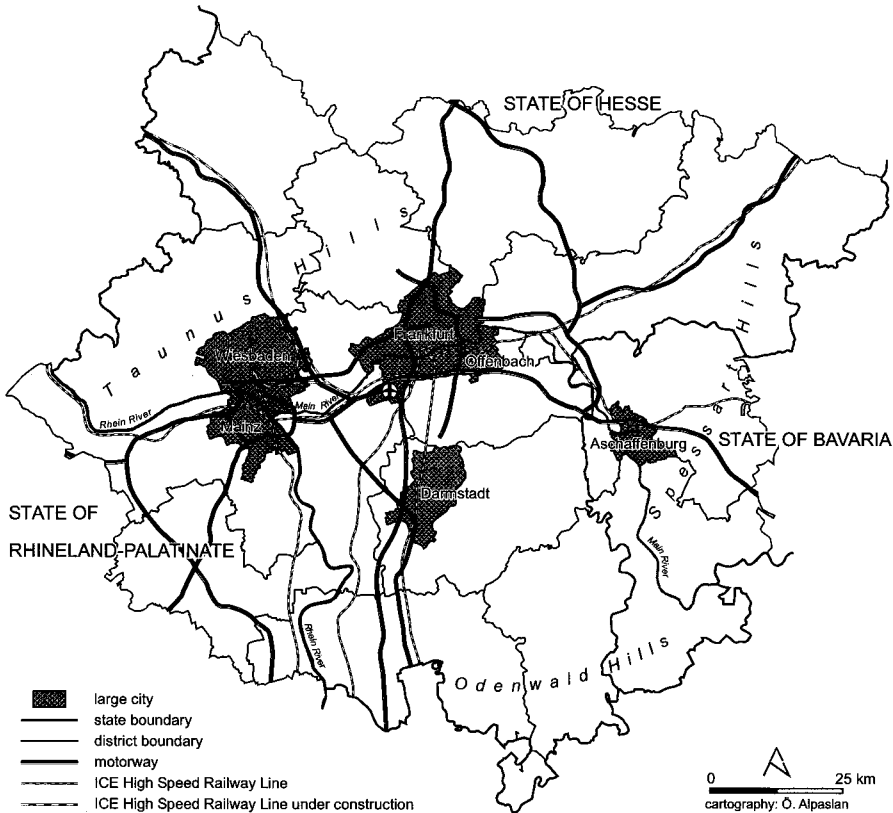 STATE OF HESSE
Taunus Hills
Spessart Hills
Frankfurt
Wiesbaden
Offenbach
Rhein River
Mein River
Mainz
Aschaffenburg
STATE OF BAVARIA
Darmstadt
STATE OF
RHINELAND-PALATINATE
Mein River
Rhein River
Odenwald Hills
large city
state boundary
district boundary
motorway
ICE High Speed Railway Line
ICE High Speed Railway Line under construction
0 25 km
cartography: Ö. Alpaslan